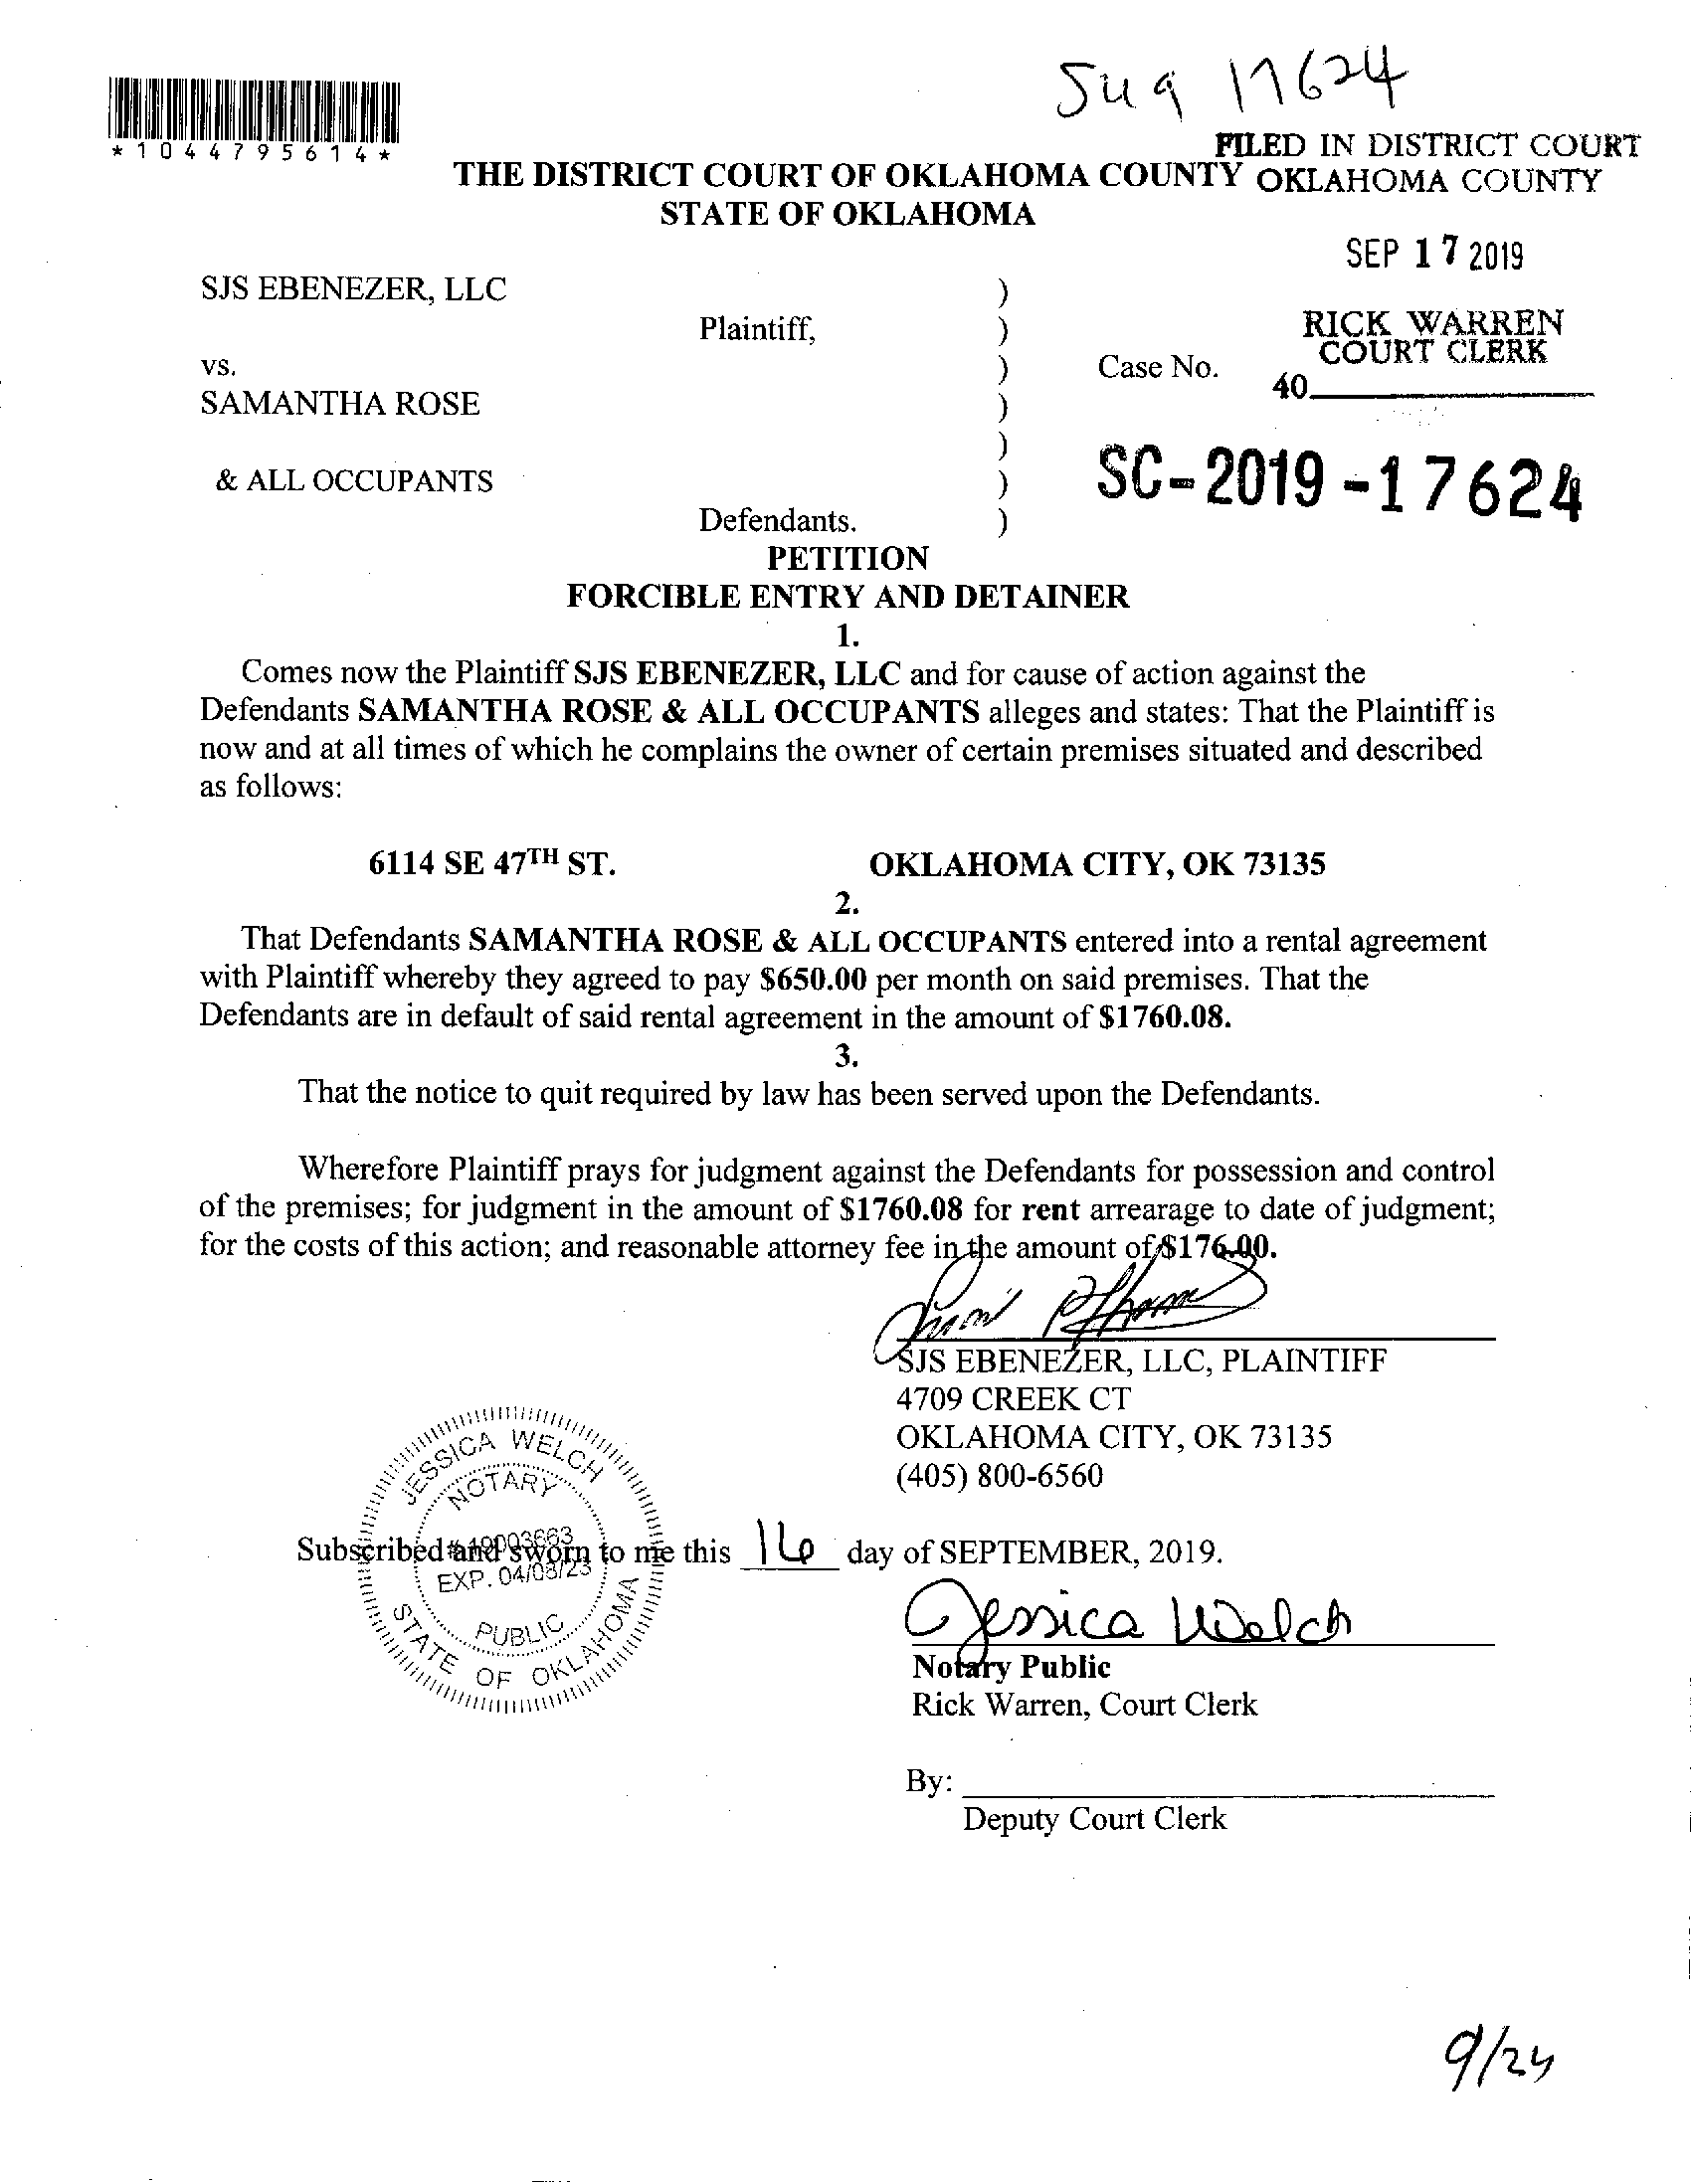 Su9 17624
*1044795614*
FILED IN DISTRICT COURT
OKLAHOMA COUNTY
THE DISTRICT COURT OF OKLAHOMA COUNTY
STATE OF OKLAHOMA
SEP 17 2019
SJS EBENEZER, LLC )
Plaintiff, )
RICK WARREN
COURT CLERK
vs. ) Case No.
40
SAMANTHA ROSE )
)
& ALL OCCUPANTS )
SC-2019-17624
Defendants. )
PETITION
FORCIBLE ENTRY AND DETAINER
1.
Comes now the Plaintiff SJS EBENEZER, LLC and for cause of action against the
Defendants SAMANTHA ROSE & ALL OCCUPANTS alleges and states: That the Plaintiff is
now and at all times of which he complains the owner of certain premises situated and described
as follows:
6114 SE 47TH ST. OKLAHOMA CITY, OK 73135
2.
That Defendants SAMANTHA ROSE & ALL OCCUPANTS entered into a rental agreement
with Plaintiff whereby they agreed to pay $650.00 per month on said premises. That the
Defendants are in default of said rental agreement in the amount of $1760.08.
3.
That the notice to quit required by law has been served upon the Defendants.
Wherefore Plaintiff prays for judgment against the Defendants for possession and control
of the premises; for judgment in the amount of $1760.08 for rent arrearage to date of judgment;
for the costs of this action; and reasonable attorney fee in the amount of $176.00.
SJS EBENEZER, LLC, PLAINTIFF
4709 CREEK CT
OKLAHOMA CITY, OK 73135
(405) 800-6560
JESSICA WELCH
NOTARY
# 19003663
EXP. 04/08/23
PUBLIC
STATE OF OKLAHOMA
Subscribed and sworn to me this 16 day of SEPTEMBER, 2019.
Jessica Welch
Notary Public
Rick Warren, Court Clerk
By:
Deputy Court Clerk
9/24